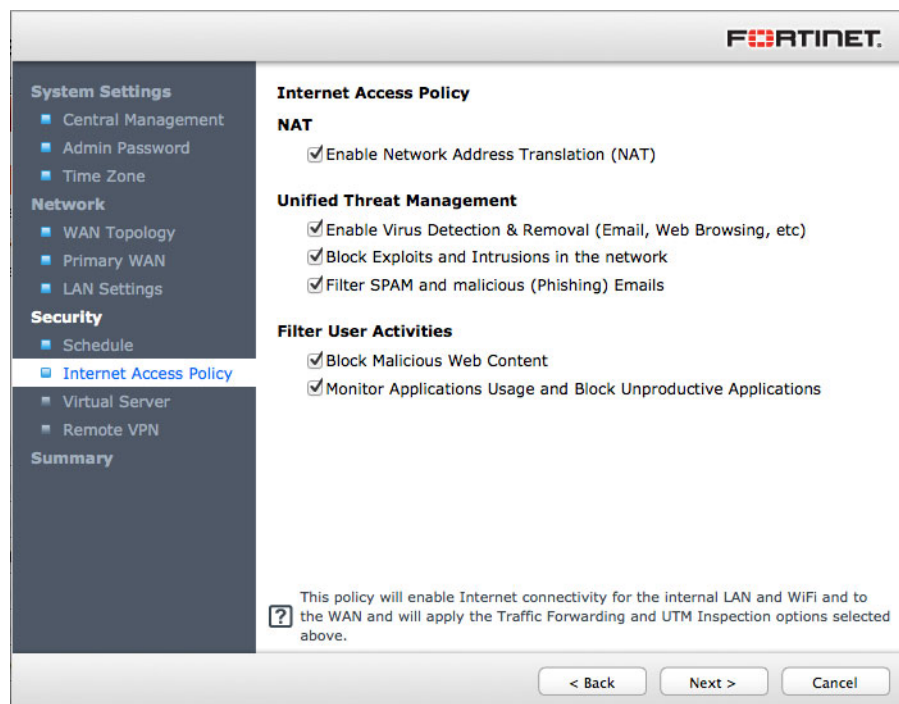 FORTINET.
System Settings
Central Management
Admin Password
Time Zone
Network
WAN Topology
Primary WAN
LAN Settings
Security
Schedule
Internet Access Policy
Virtual Server
Remote VPN
Summary
Internet Access Policy
NAT
Enable Network Address Translation (NAT)
Unified Threat Management
Enable Virus Detection & Removal (Email, Web Browsing, etc)
Block Exploits and Intrusions in the network
Filter SPAM and malicious (Phishing) Emails
Filter User Activities
Block Malicious Web Content
Monitor Applications Usage and Block Unproductive Applications
?
This policy will enable Internet connectivity for the internal LAN and WiFi and to
the WAN and will apply the Traffic Forwarding and UTM Inspection options selected
above.
< Back
Next >
Cancel